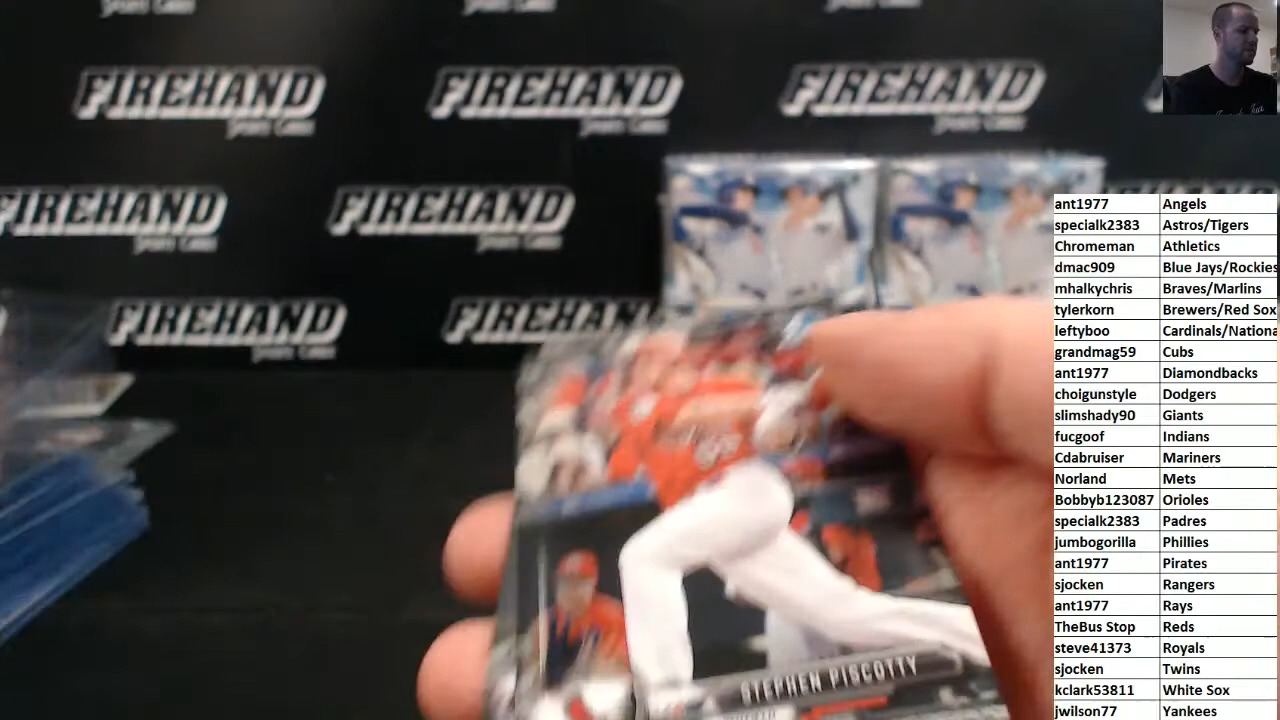 FIREHAND
FIREHAND
FIREHAND
FIREHAND
FIREHAND
FIREHAND
FIREHAND
STEPHEN PISCOTTY
ant1977 Angels
specialk2383 Astros/Tigers
Chromeman Athletics
dmac909 Blue Jays/Rockies
mhalkychris Braves/Marlins
tylerkorn Brewers/Red Sox
leftyboo Cardinals/Nationa
grandmag59 Cubs
ant1977 Diamondbacks
choigunstyle Dodgers
slimshady90 Giants
fucgoof Indians
Cdabruiser Mariners
Norland Mets
Bobbyb123087 Orioles
specialk2383 Padres
jumbogorilla Phillies
ant1977 Pirates
sjocken Rangers
ant1977 Rays
TheBus Stop Reds
steve41373 Royals
sjocken Twins
kclark53811 White Sox
jwilson77 Yankees